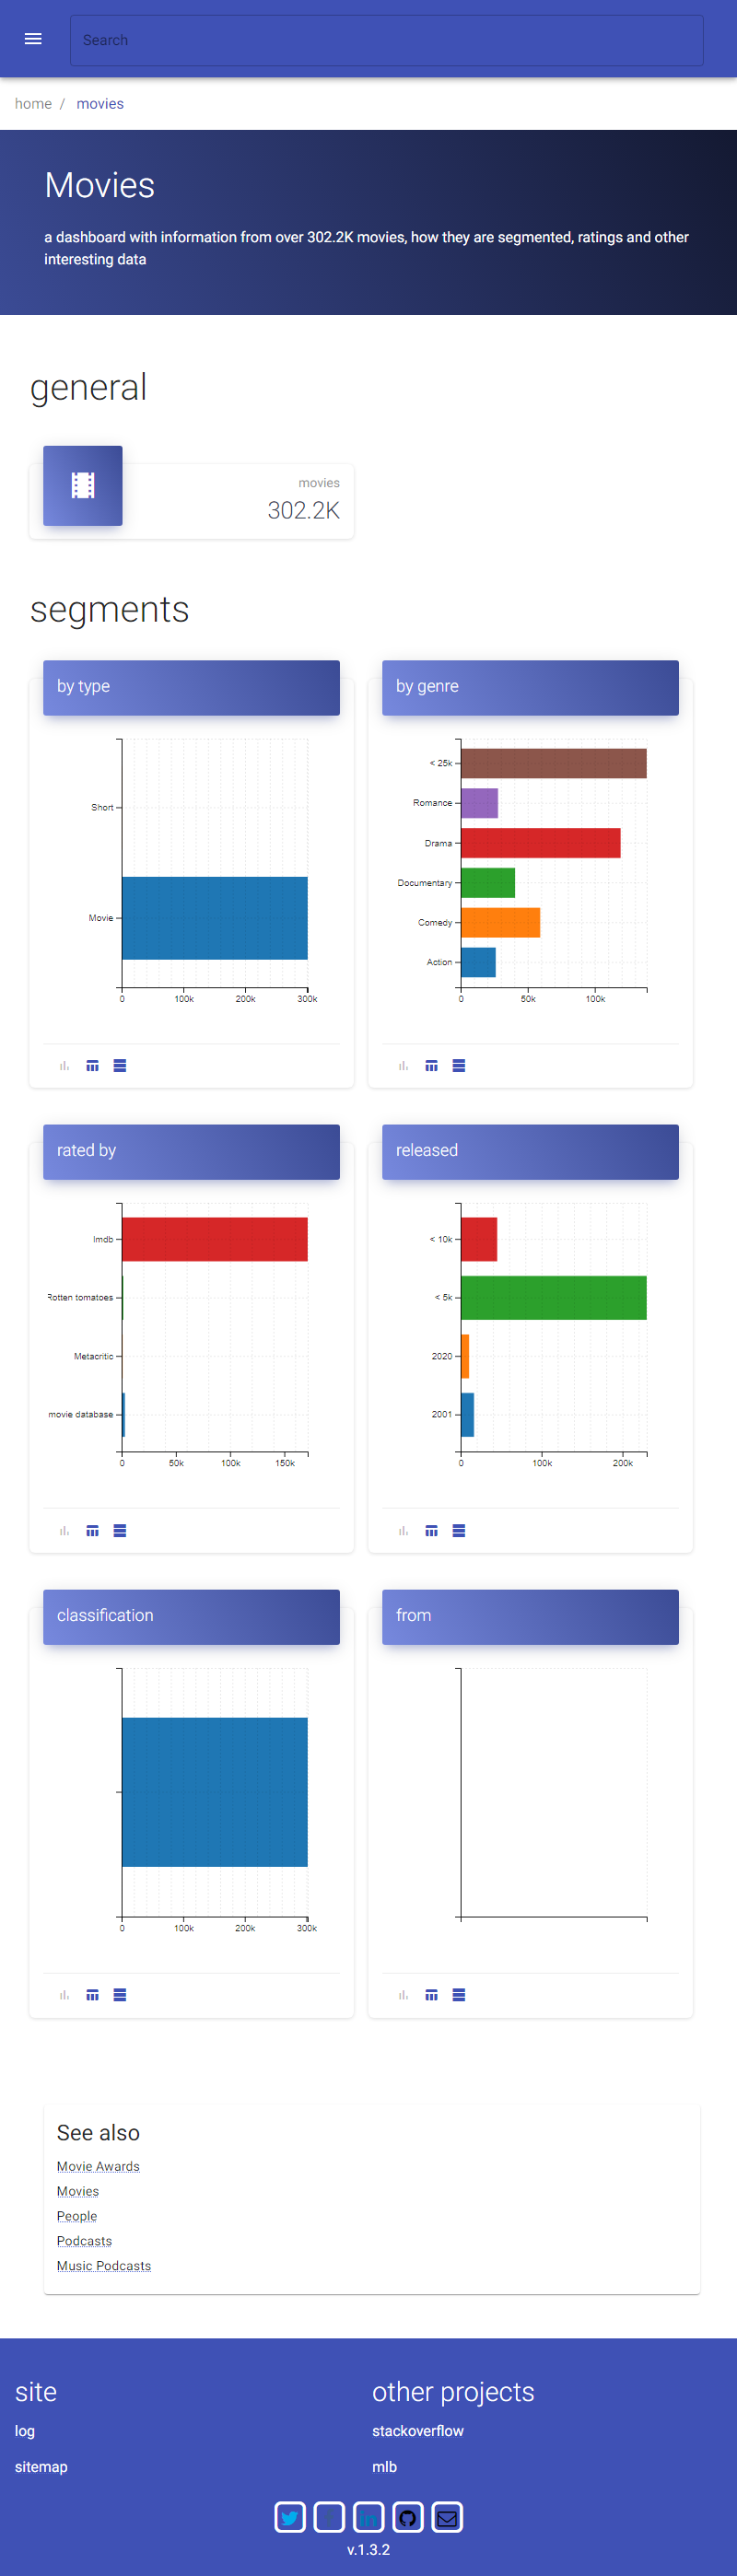 Search
home / movies
Movies
a dashboard with information from over 302.2K movies, how they are segmented, ratings and other
interesting data
general
movies
302.2K
segments
by type
Short
Movie
0 100k 200k 300k
by genre
< 25k
Romance
Drama
Documentary
Comedy
Action
0 50k 100k
rated by
Imdb
Rotten tomatoes
Metacritic
movie database
0 50k 100k 150k
released
< 10k
< 5k
2020
2001
0 100k 200k
classification
0 100k 200k 300k
from
See also
Movie Awards
Movies
People
Podcasts
Music Podcasts
site
log
sitemap
other projects
stackoverflow
mlb
in
v.1.3.2